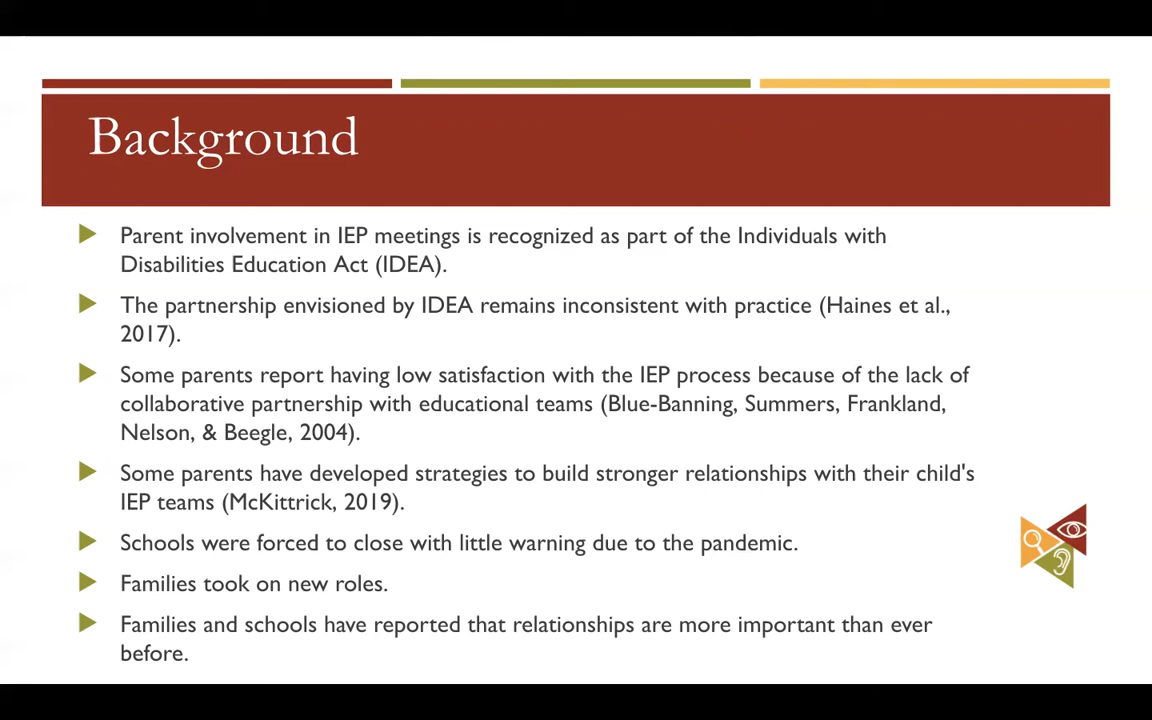 Background
Parent involvement in IEP meetings is recognized as part of the Individuals with
Disabilities Education Act (IDEA).
The partnership envisioned by IDEA remains inconsistent with practice (Haines et al.,
2017).
Some parents report having low satisfaction with the IEP process because of the lack of
collaborative partnership with educational teams (Blue-Banning, Summers, Frankland,
Nelson, & Beegle, 2004).
Some parents have developed strategies to build stronger relationships with their child's
IEP teams (McKittrick, 2019).
Schools were forced to close with little warning due to the pandemic.
Families took on new roles.
Families and schools have reported that relationships are more important than ever
before.